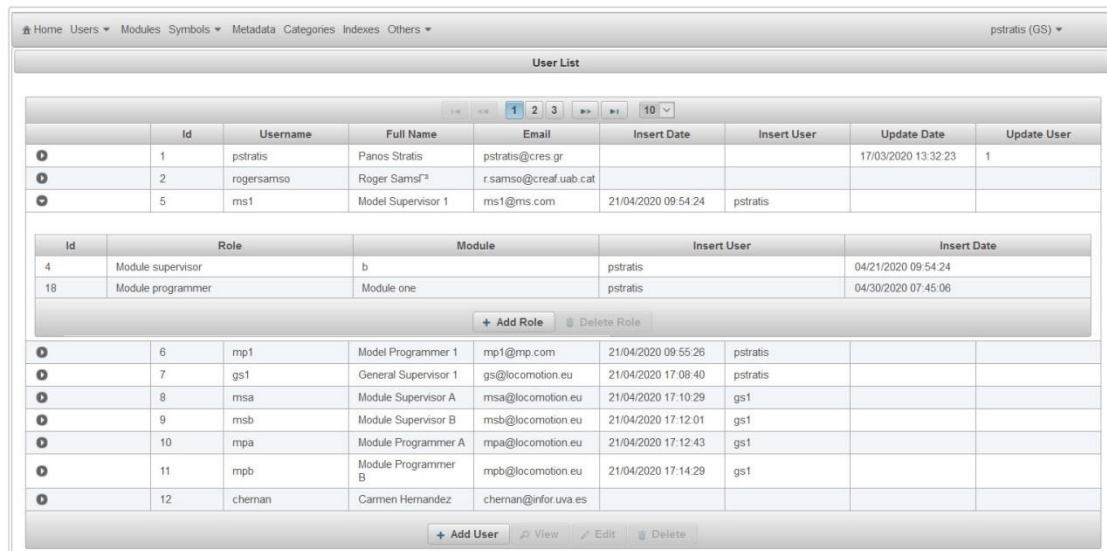 Home Users Modules Symbols Metadata Categories Indexes Others pstratis (GS)
User List
1 2 3 10
Id Username Full Name Email Insert Date Insert User Update Date Update User
1 pstratis Panos Stratis pstratis@cres.gr 17/03/2020 13:32:23 1
2 rogersamso Roger SamsΓ³ r.samso@creaf.uab.cat
5 ms1 Model Supervisor 1 ms1@ms.com 21/04/2020 09:54:24 pstratis
Id Role Module Insert User Insert Date
4 Module supervisor b pstratis 04/21/2020 09:54:24
18 Module programmer Module one pstratis 04/30/2020 07:45:06
+ Add Role Delete Role
6 mp1 Model Programmer 1 mp1@mp.com 21/04/2020 09:55:26 pstratis
7 gs1 General Supervisor 1 gs@locomotion.eu 21/04/2020 17:08:40 pstratis
8 msa Module Supervisor A msa@locomotion.eu 21/04/2020 17:10:29 gs1
9 msb Module Supervisor B msb@locomotion.eu 21/04/2020 17:12:01 gs1
10 mpa Module Programmer A mpa@locomotion.eu 21/04/2020 17:12:43 gs1
11 mpb Module Programmer B mpb@locomotion.eu 21/04/2020 17:14:29 gs1
12 chernan Carmen Hernandez chernan@infor.uva.es
+ Add User View Edit Delete